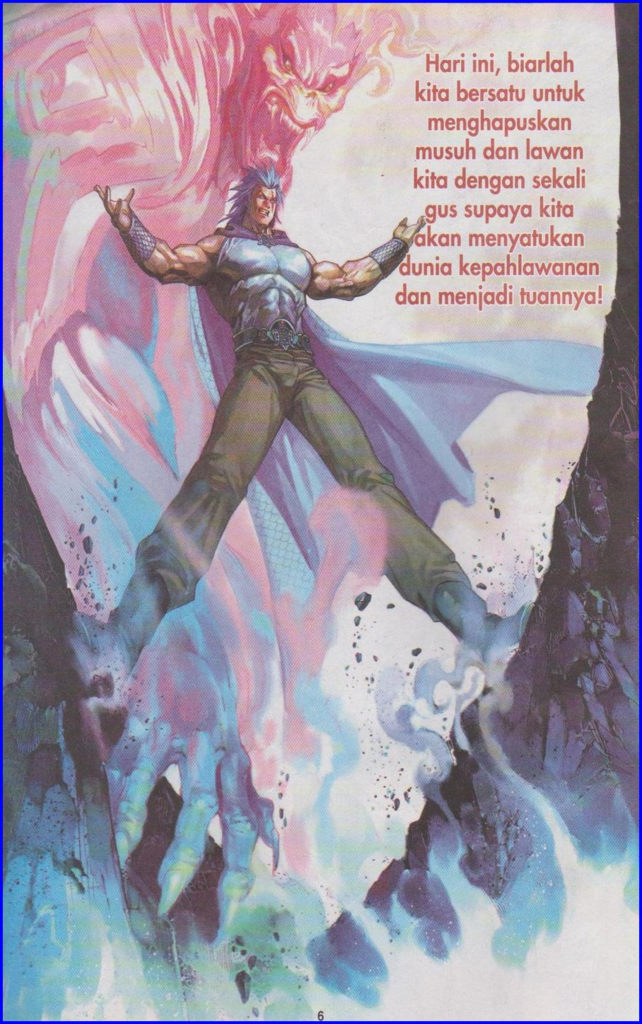 Hari ini, biarlah
kita bersatu untuk
menghapuskan
musuh dan lawan
kita dengan sekali
gus supaya kita
akan menyatukan
dunia kepahlawanan
dan menjadi tuannya!
6